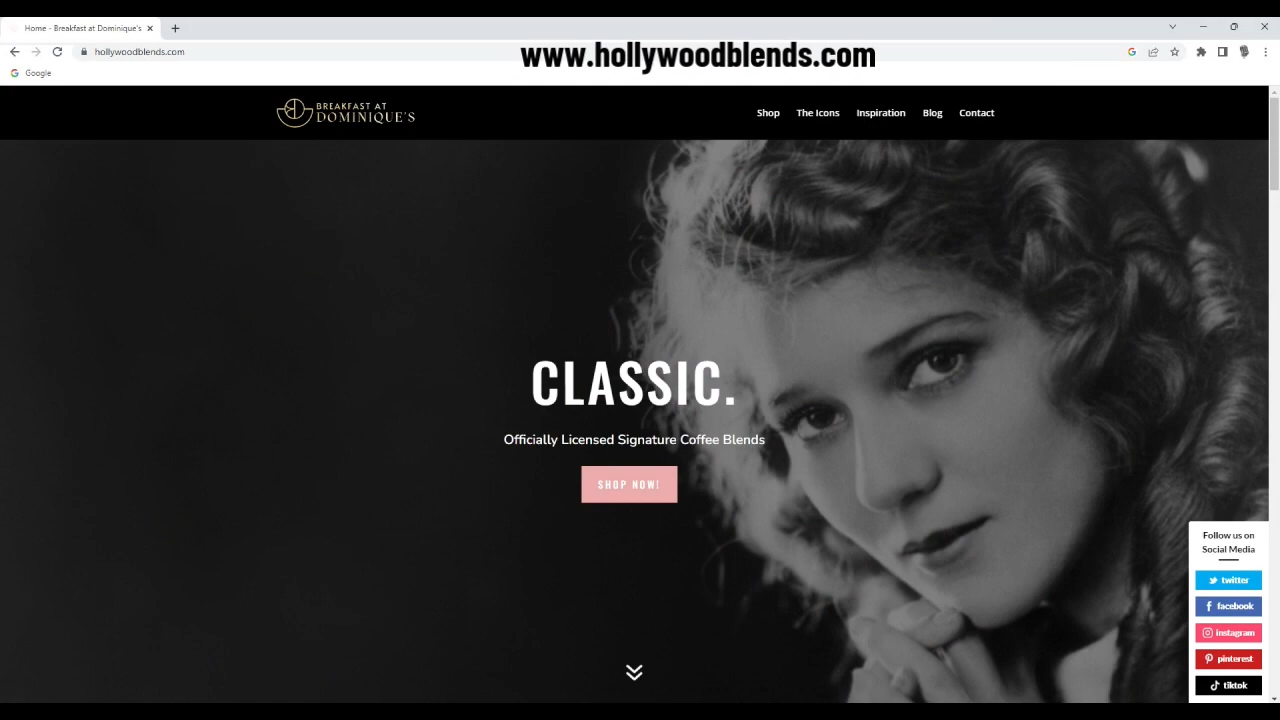 Home - Breakfast at Dominique's
hollywoodblends.com
www.hollywoodblends.com
Google
BREAKFAST AT
DOMINIQUE'S
Shop The Icons Inspiration Blog Contact
CLASSIC.
Officially Licensed Signature Coffee Blends
SHOP NOW!
Follow us on
Social Media
twitter
facebook
instagram
pinterest
tiktok